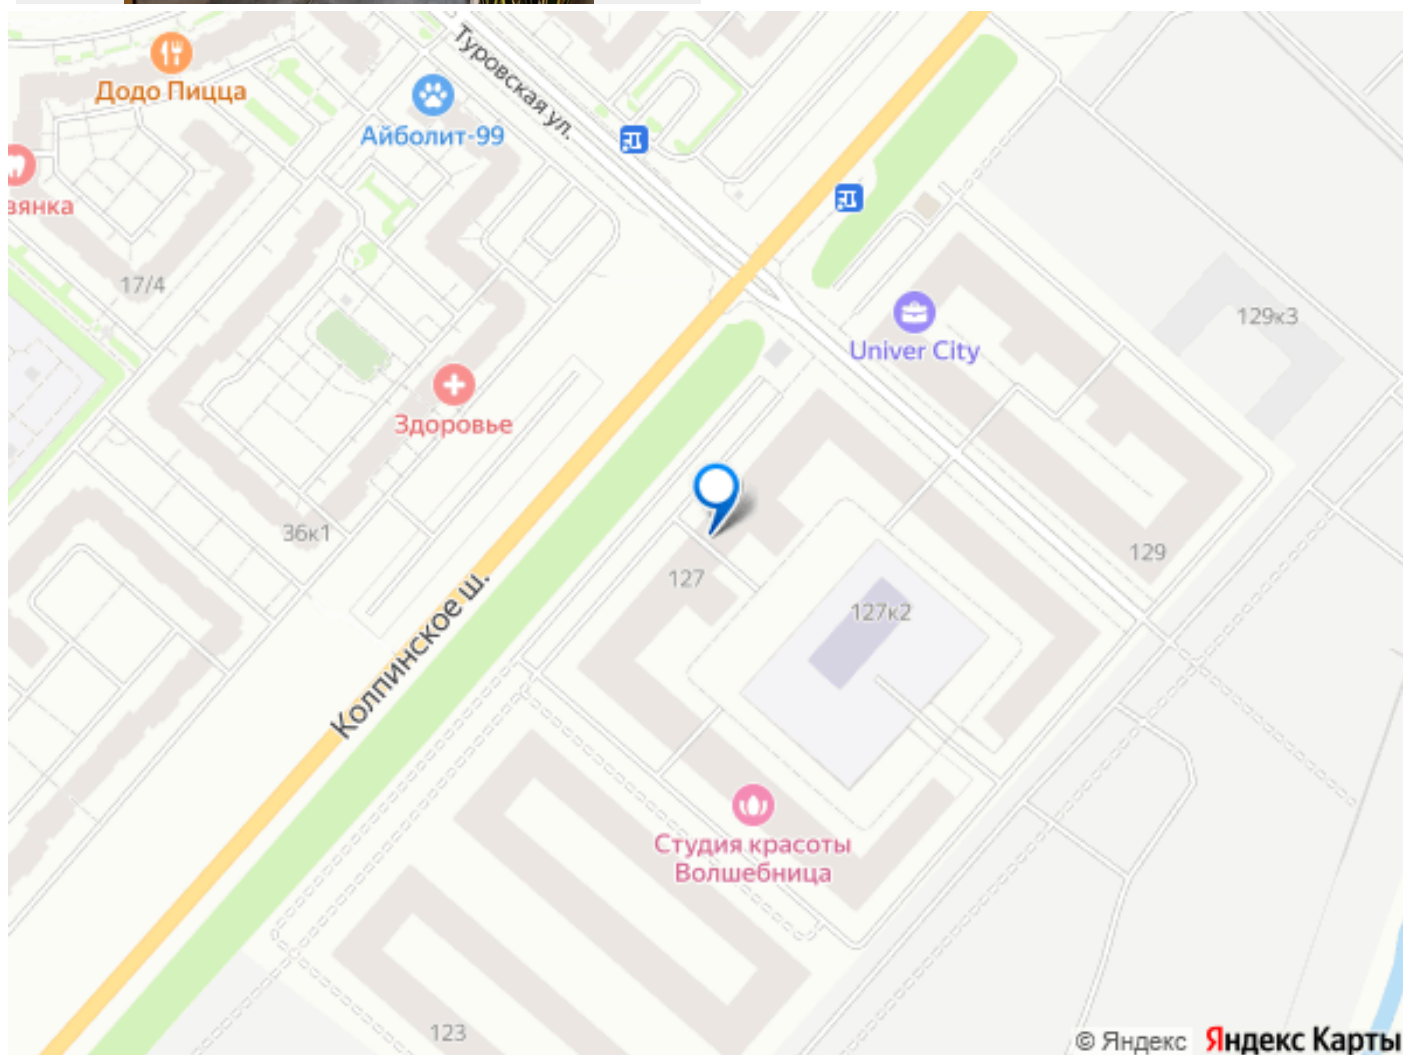 Додо Пицца
Туровская ул.
Айболит-99
вянка
17/4
Univer City
129к3
Здоровье
36к1
129
127
127к2
Колпинское ш.
Студия красоты
Волшебница
123
© Яндекс Яндекс Карты